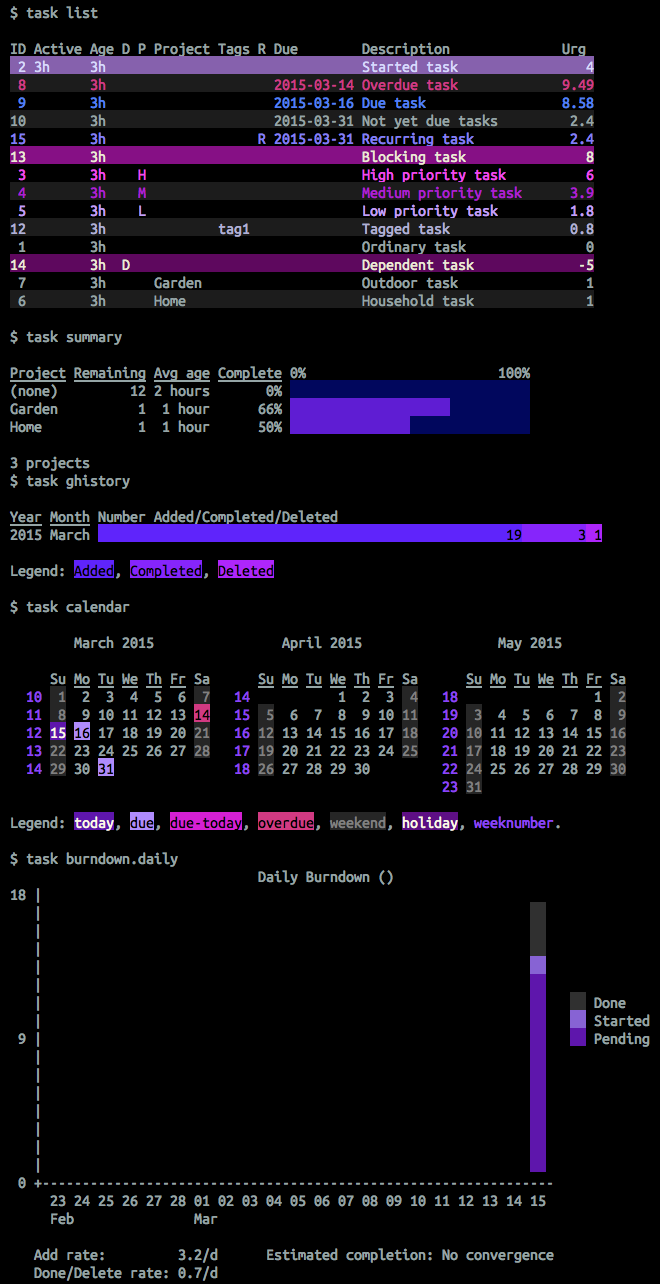 $ task list
ID Active Age D P Project Tags R Due Description Urg
2 3h 3h Started task 4
8 3h 2015-03-14 Overdue task 9.49
9 3h 2015-03-16 Due task 8.58
10 3h 2015-03-31 Not yet due tasks 2.4
15 3h R 2015-03-31 Recurring task 2.4
13 3h Blocking task 8
3 3h H High priority task 6
4 3h M Medium priority task 3.9
5 3h L Low priority task 1.8
12 3h tag1 Tagged task 0.8
1 3h Ordinary task 0
14 3h D Dependent task -5
7 3h Garden Outdoor task 1
6 3h Home Household task 1
$ task summary
Project Remaining Avg age Complete 0% 100%
(none) 12 2 hours 0%
Garden 1 1 hour 66%
Home 1 1 hour 50%
3 projects
$ task ghistory
Year Month Number Added/Completed/Deleted
2015 March 19 3 1
Legend: Added, Completed, Deleted
$ task calendar
March 2015 April 2015 May 2015
Su Mo Tu We Th Fr Sa Su Mo Tu We Th Fr Sa Su Mo Tu We Th Fr Sa
10 1 2 3 4 5 6 7 14 1 2 3 4 18 1 2
11 8 9 10 11 12 13 14 15 5 6 7 8 9 10 11 19 3 4 5 6 7 8 9
12 15 16 17 18 19 20 21 16 12 13 14 15 16 17 18 20 10 11 12 13 14 15 16
13 22 23 24 25 26 27 28 17 19 20 21 22 23 24 25 21 17 18 19 20 21 22 23
14 29 30 31 18 26 27 28 29 30 22 24 25 26 27 28 29 30
23 31
Legend: today, due, due-today, overdue, weekend, holiday, weeknumber.
$ task burndown.daily
Daily Burndown ()
18 |
Done
Started
9 | Pending
0 +----------------------------------------------------------------
23 24 25 26 27 28 01 02 03 04 05 06 07 08 09 10 11 12 13 14 15
Feb Mar
Add rate: 3.2/d Estimated completion: No convergence
Done/Delete rate: 0.7/d